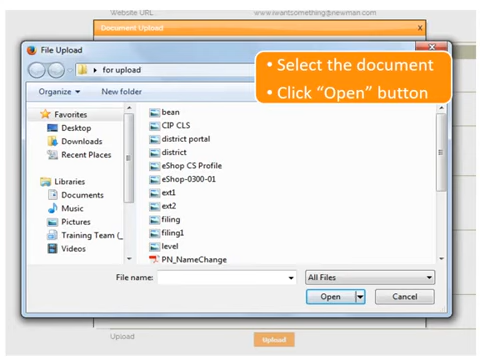 Website URL
www.iwantsomething@newman.com
Document Upload
x
File Upload
for upload
• Select the document
• Click “Open” button
Organize
New folder
Favorites
Desktop
Downloads
Recent Places
Libraries
Documents
Music
Pictures
Training Team (_
Videos
bean
CIP CLS
district portal
district
eShop CS Profile
eShop-0300-01
ext1
ext2
filing
filing1
level
PN_NameChange
File name:
All Files
Open
Cancel
Upload
Upload